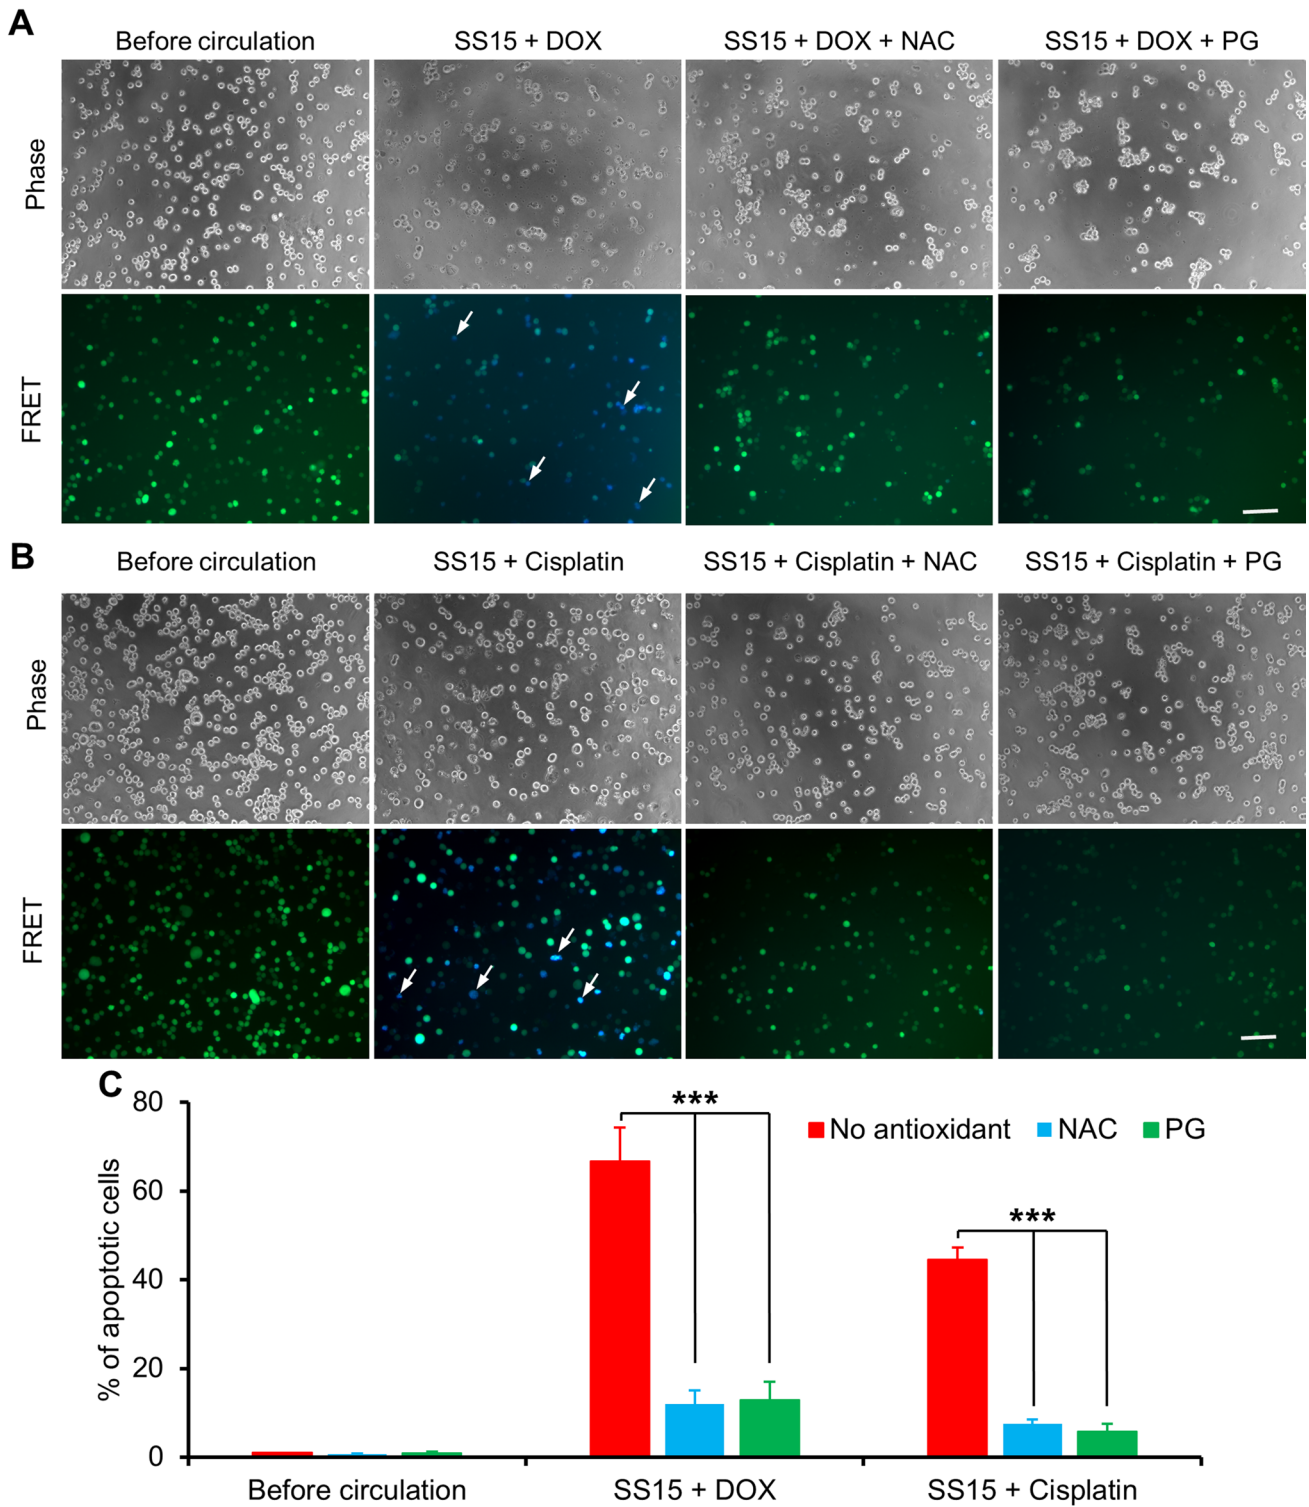 A
Before circulation
SS15 + DOX
SS15 + DOX + NAC
SS15 + DOX + PG
Phase
FRET
B
Before circulation
SS15 + Cisplatin
SS15 + Cisplatin + NAC
SS15 + Cisplatin + PG
Phase
FRET
C
% of apoptotic cells
80
60
40
20
0
***
***
No antioxidant
NAC
PG
Before circulation
SS15 + DOX
SS15 + Cisplatin